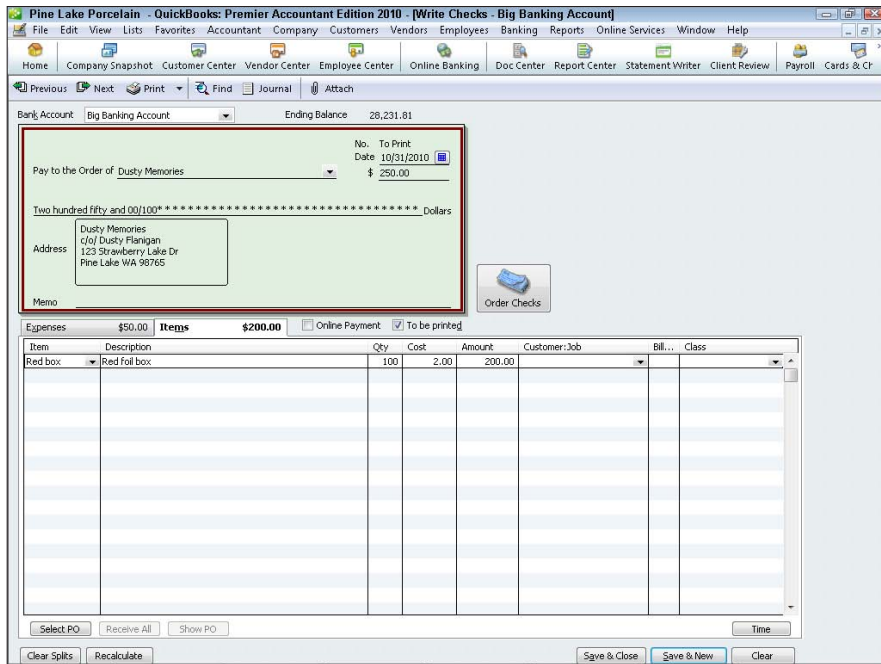 Pine Lake Porcelain - QuickBooks: Premier Accountant Edition 2010 - [Write Checks - Big Banking Account]
File Edit View Lists Favorites Accountant Company Customers Vendors Employees Banking Reports Online Services Window Help
Home Company Snapshot Customer Center Vendor Center Employee Center Online Banking Doc Center Report Center Statement Writer Client Review Payroll Cards & Ch
Previous Next Print Find Journal Attach
Bank Account Big Banking Account Ending Balance 28,231.81
No. To Print
Date 10/31/2010
Pay to the Order of Dusty Memories $ 250.00
Two hundred fifty and 00/100* * * * * * * * * * * * * * * * * * * * * * * * * * * * * * * * * * Dollars
Address
Dusty Memories
c/o/ Dusty Flanigan
123 Strawberry Lake Dr
Pine Lake WA 98765
Memo
Order Checks
Expenses $50.00 Items $200.00 Online Payment To be printed
Item Description Qty Cost Amount Customer:Job Bill... Class
Red box Red foil box 100 2.00 200.00
Select PO Receive All Show PO Time
Clear Splits Recalculate Save & Close Save & New Clear